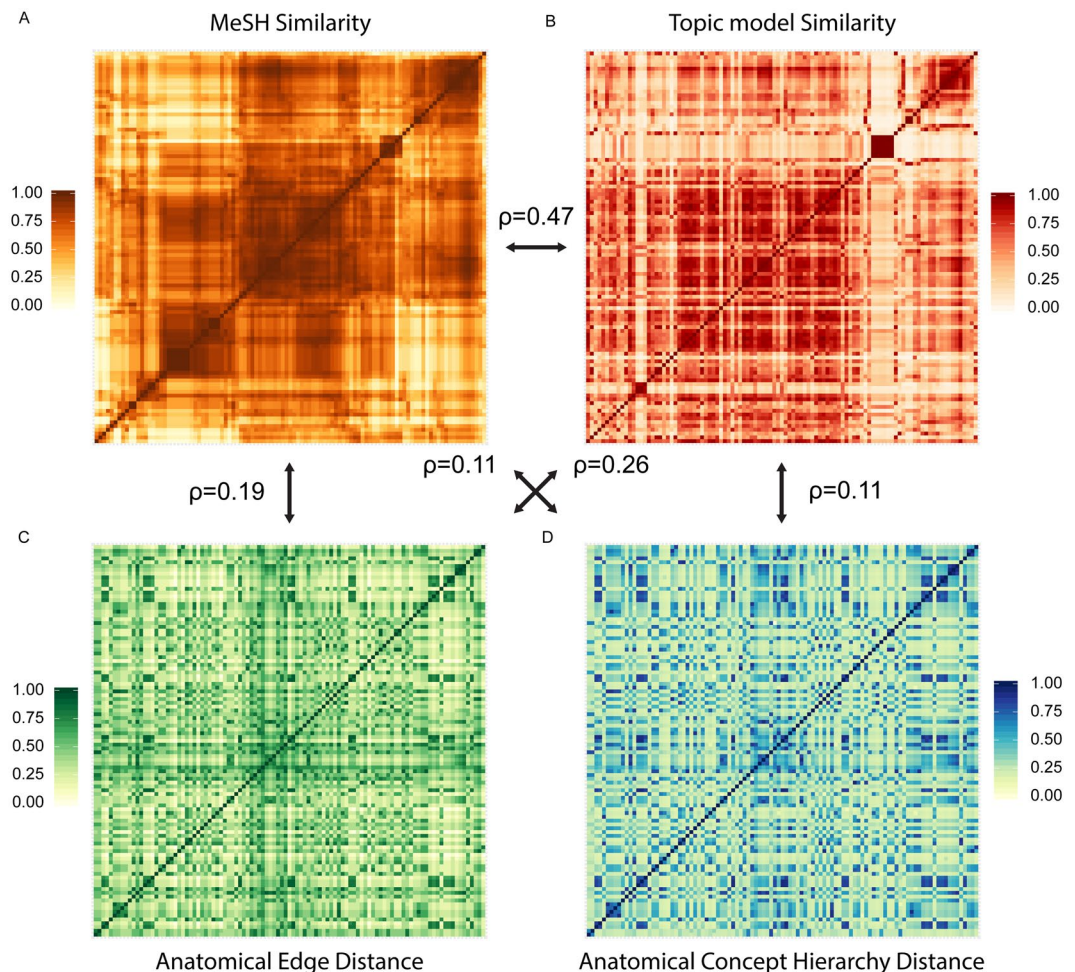 A
MeSH Similarity
B
Topic model Similarity
1.00
0.75
0.50
0.25
0.00
ρ=0.47
1.00
0.75
0.50
0.25
0.00
ρ=0.19
ρ=0.11
ρ=0.26
ρ=0.11
C
D
1.00
0.75
0.50
0.25
0.00
1.00
0.75
0.50
0.25
0.00
Anatomical Edge Distance
Anatomical Concept Hierarchy Distance